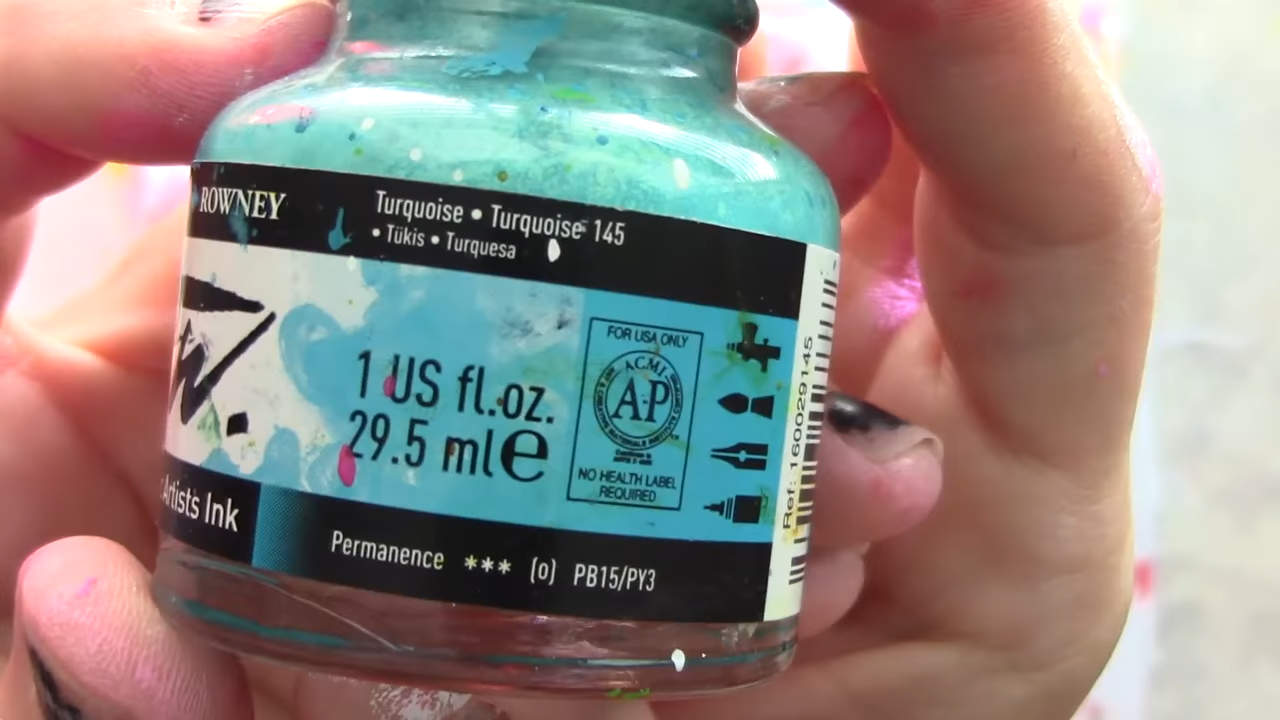 ROWNEY
Turquoise • Turquoise 145
• Tükis • Turquesa
1 US fl.oz.
29.5 ml e
FOR USA ONLY
ACMI
AP
NO HEALTH LABEL
REQUIRED
Artists Ink
Permanence *** (o) PB15/PY3
Ref: 160029145